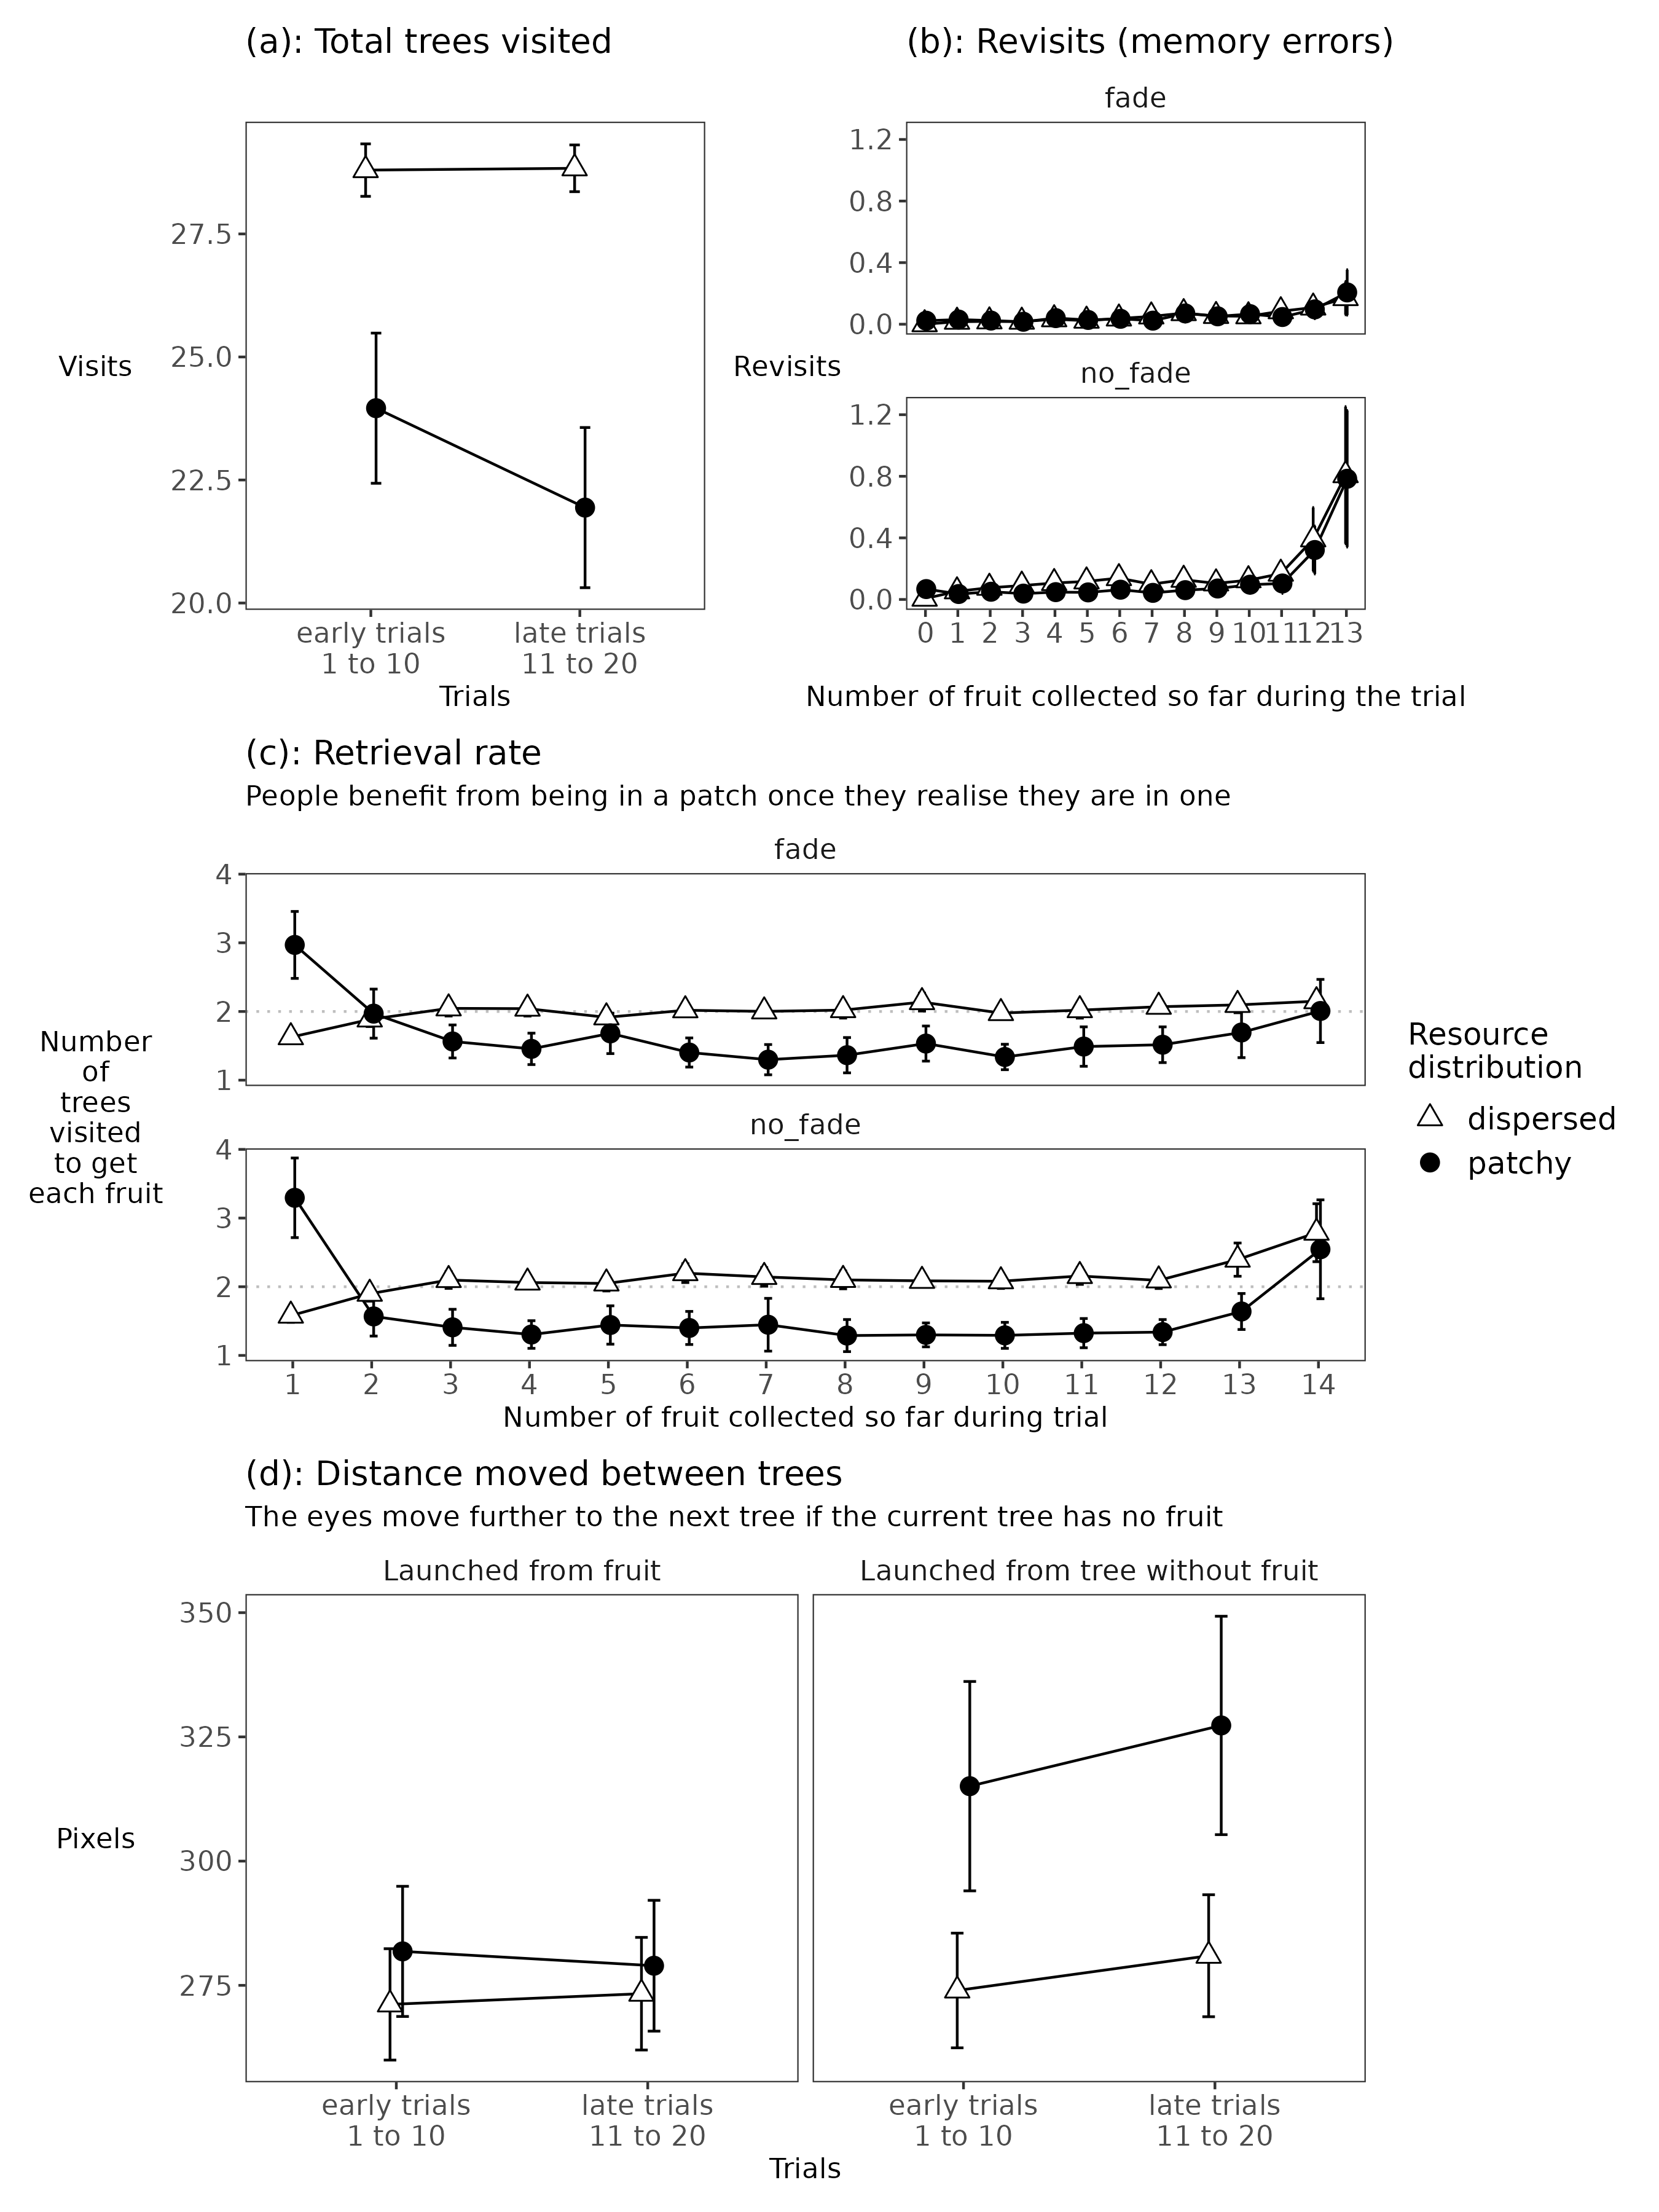 (a): Total trees visited
Visits
27.5
25.0
22.5
20.0
early trials
1 to 10
late trials
11 to 20
Trials
(b): Revisits (memory errors)
fade
Revisits
1.2
0.8
0.4
0.0
no_fade
1.2
0.8
0.4
0.0
0 1 2 3 4 5 6 7 8 9 10 11 12 13
Number of fruit collected so far during the trial
(c): Retrieval rate
People benefit from being in a patch once they realise they are in one
fade
4
3
2
1
Number
of
trees
visited
to get
each fruit
no_fade
4
3
2
1
1 2 3 4 5 6 7 8 9 10 11 12 13 14
Number of fruit collected so far during trial
Resource
distribution
dispersed
patchy
(d): Distance moved between trees
The eyes move further to the next tree if the current tree has no fruit
Launched from fruit
Launched from tree without fruit
Pixels
350
325
300
275
early trials
1 to 10
late trials
11 to 20
early trials
1 to 10
late trials
11 to 20
Trials